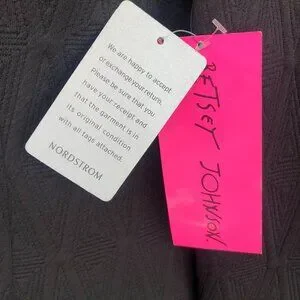 We are happy to accept
or exchange your return.
Please be sure that you
have your receipt and
that the garment is in
its original condition
with all tags attached.
NORDSTROM
BETSEY JOHNSON.